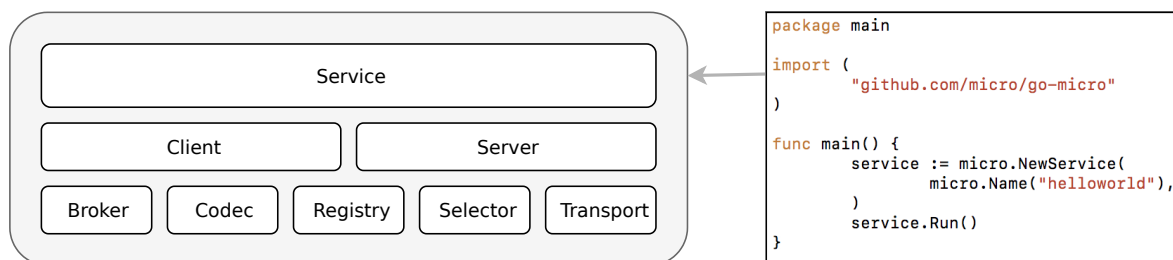 Service
Client
Server
Broker
Codec
Registry
Selector
Transport
package main
import (
"github.com/micro/go-micro"
)
func main() {
service := micro.NewService(
micro.Name("helloworld"),
)
service.Run()
}